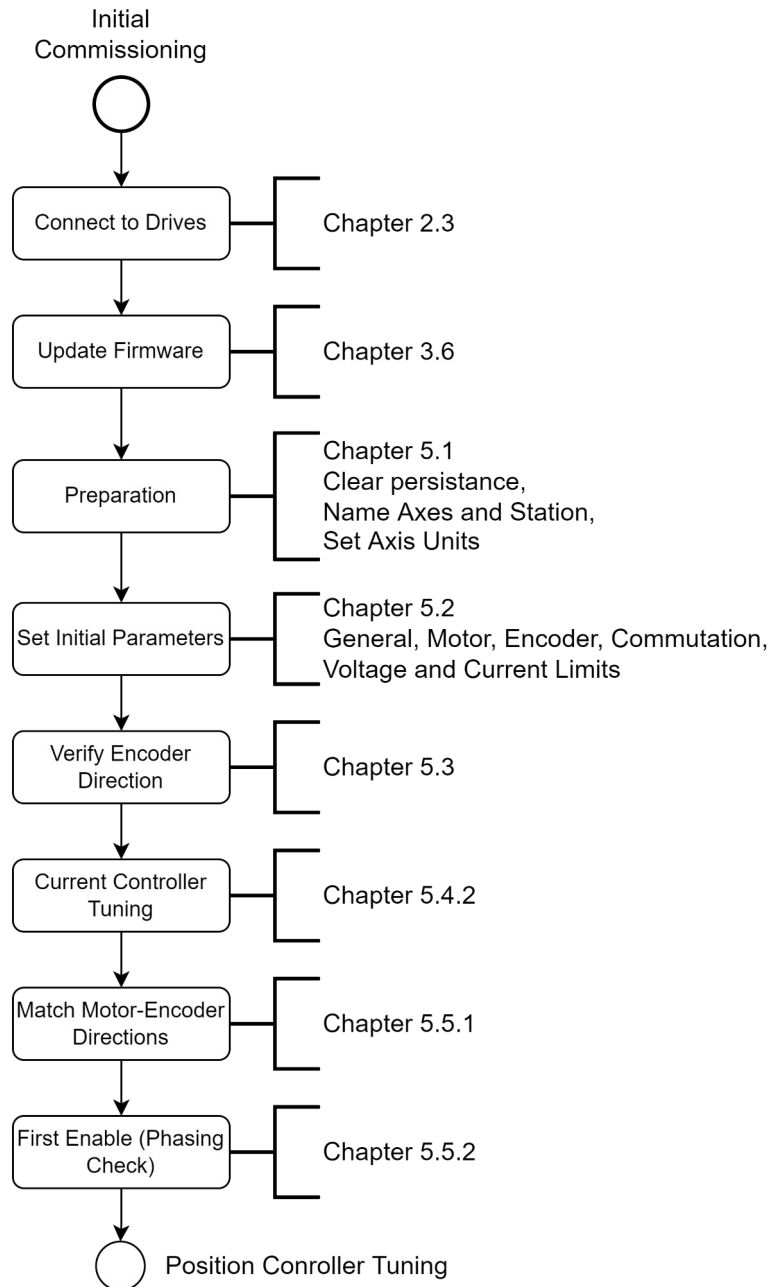 Initial
Commissioning
Connect to Drives
Chapter 2.3
Update Firmware
Chapter 3.6
Preparation
Chapter 5.1
Clear persistance,
Name Axes and Station,
Set Axis Units
Set Initial Parameters
Chapter 5.2
General, Motor, Encoder, Commutation,
Voltage and Current Limits
Verify Encoder
Direction
Chapter 5.3
Current Controller
Tuning
Chapter 5.4.2
Match Motor-Encoder
Directions
Chapter 5.5.1
First Enable (Phasing
Check)
Chapter 5.5.2
Position Conroller Tuning